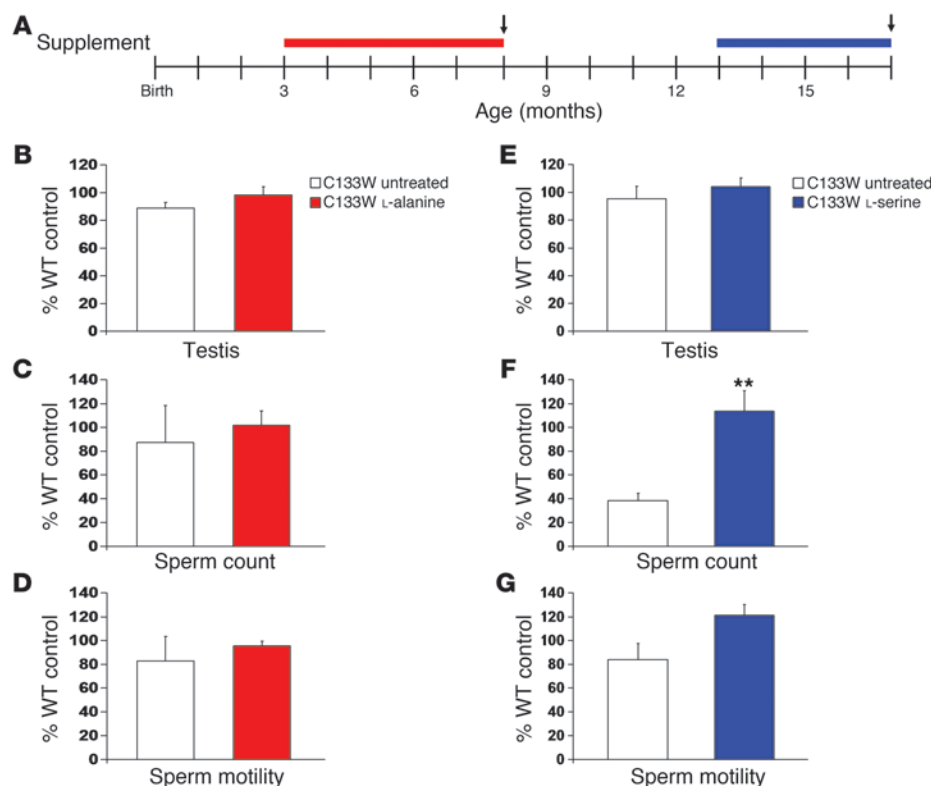 A
Supplement
Birth 3 6 9 12 15
Age (months)
B
% WT control
120
100
80
60
40
20
0
C133W untreated
C133W L-alanine
Testis
C
% WT control
140
120
100
80
60
40
20
0
Sperm count
D
% WT control
140
120
100
80
60
40
20
0
Sperm motility
E
% WT control
120
100
80
60
40
20
0
C133W untreated
C133W L-serine
Testis
F
% WT control
140
120
100
80
60
40
20
0
**
Sperm count
G
% WT control
140
120
100
80
60
40
20
0
Sperm motility